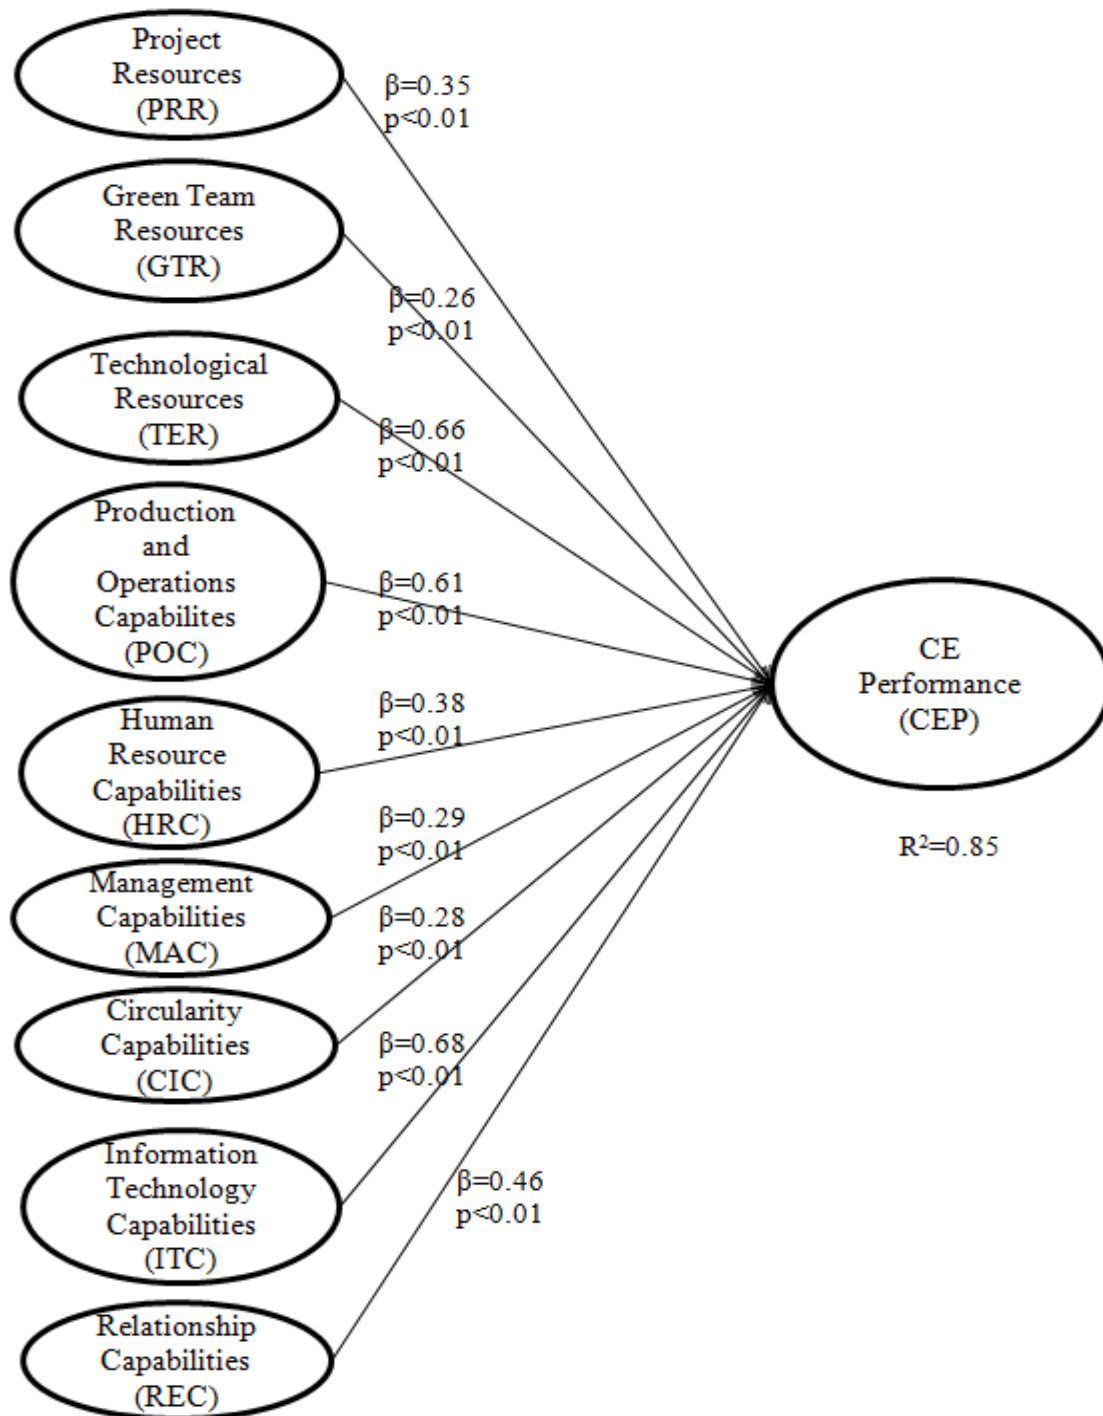 Project
Resources
(PRR)
β=0.35
p<0.01
Green Team
Resources
(GTR)
β=0.26
p<0.01
Technological
Resources
(TER)
β=0.66
p<0.01
Production
and
Operations
Capabilites
(POC)
β=0.61
p<0.01
Human
Resource
Capabilities
(HRC)
β=0.38
p<0.01
Management
Capabilities
(MAC)
β=0.29
p<0.01
Circularity
Capabilities
(CIC)
β=0.28
p<0.01
Information
Technology
Capabilities
(ITC)
β=0.68
p<0.01
Relationship
Capabilities
(REC)
β=0.46
p<0.01
CE
Performance
(CEP)
R²=0.85